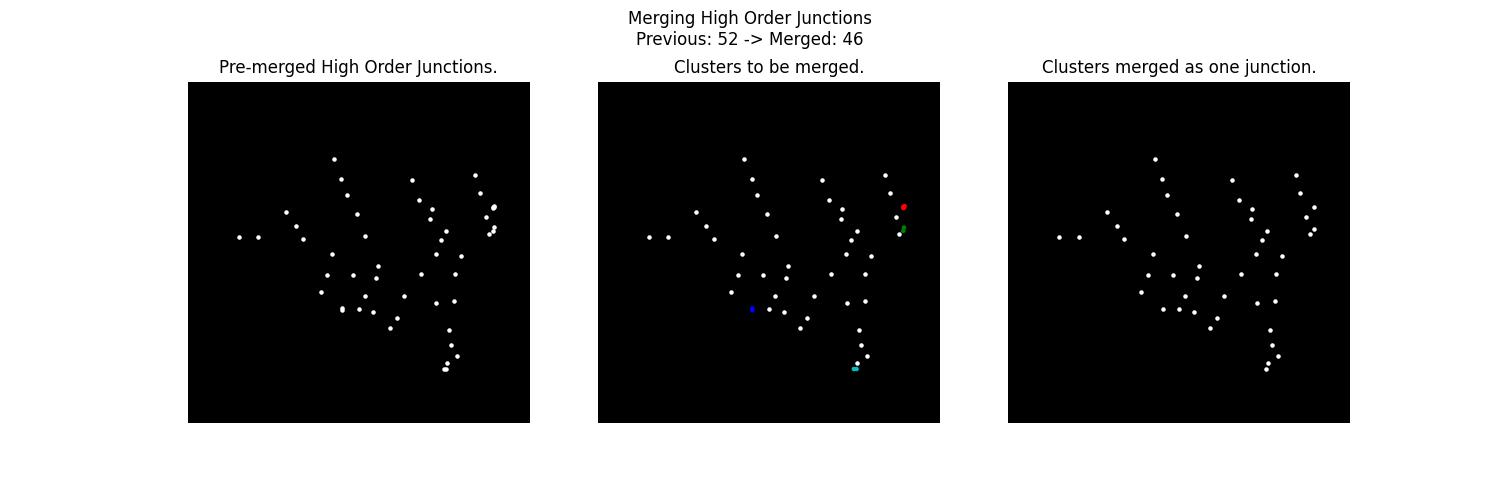 Merging High Order Junctions
Previous: 52 -> Merged: 46
Pre-merged High Order Junctions.
Clusters to be merged.
Clusters merged as one junction.